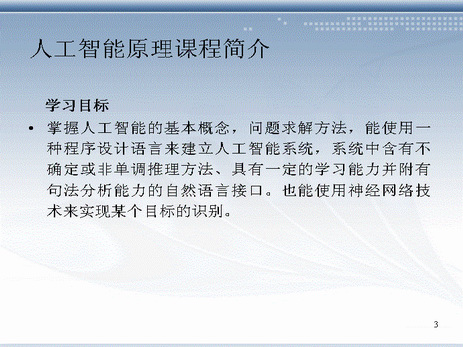 人工智能原理课程简介
学习目标
• 掌握人工智能的基本概念，问题求解方法，能使用一
种程序设计语言来建立人工智能系统，系统中含有不
确定或非单调推理方法、具有一定的学习能力并附有
句法分析能力的自然语言接口。也能使用神经网络技
术来实现某个目标的识别。
3